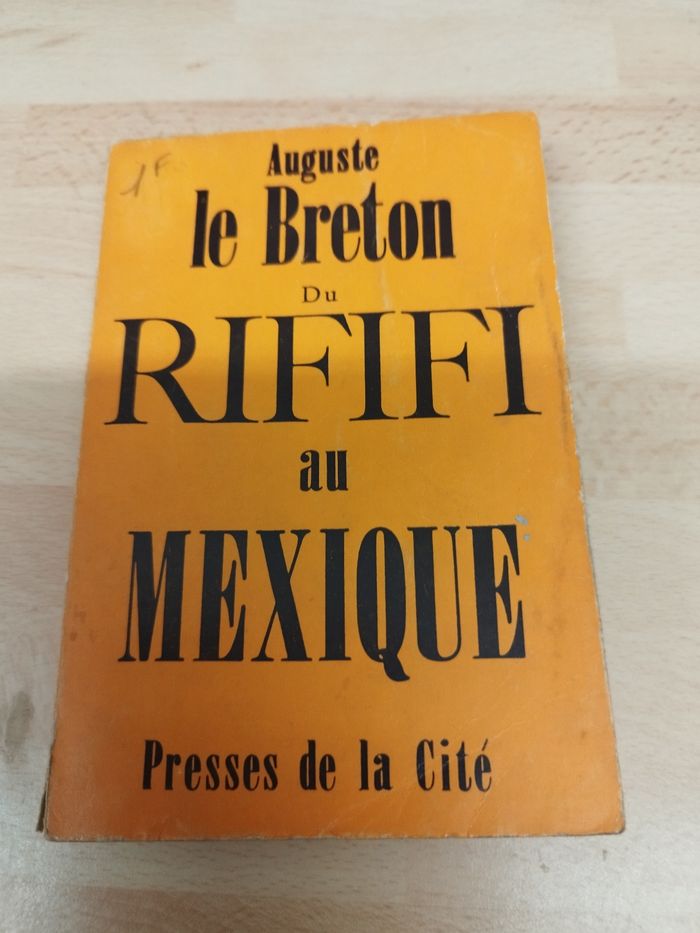 1F
Auguste
le Breton
Du
RIFIFI
au
MEXIQUE
Presses de la Cité